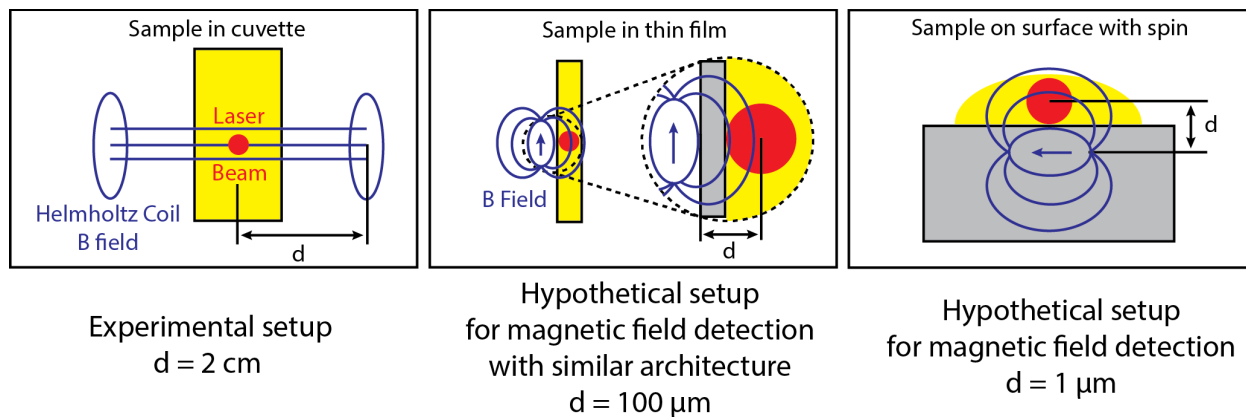 Sample in cuvette
Laser
Beam
Helmholtz Coil
B field
d
Experimental setup
d = 2 cm
Sample in thin film
B Field
d
Hypothetical setup
for magnetic field detection
with similar architecture
d = 100 μm
Sample on surface with spin
d
Hypothetical setup
for magnetic field detection
d = 1 μm